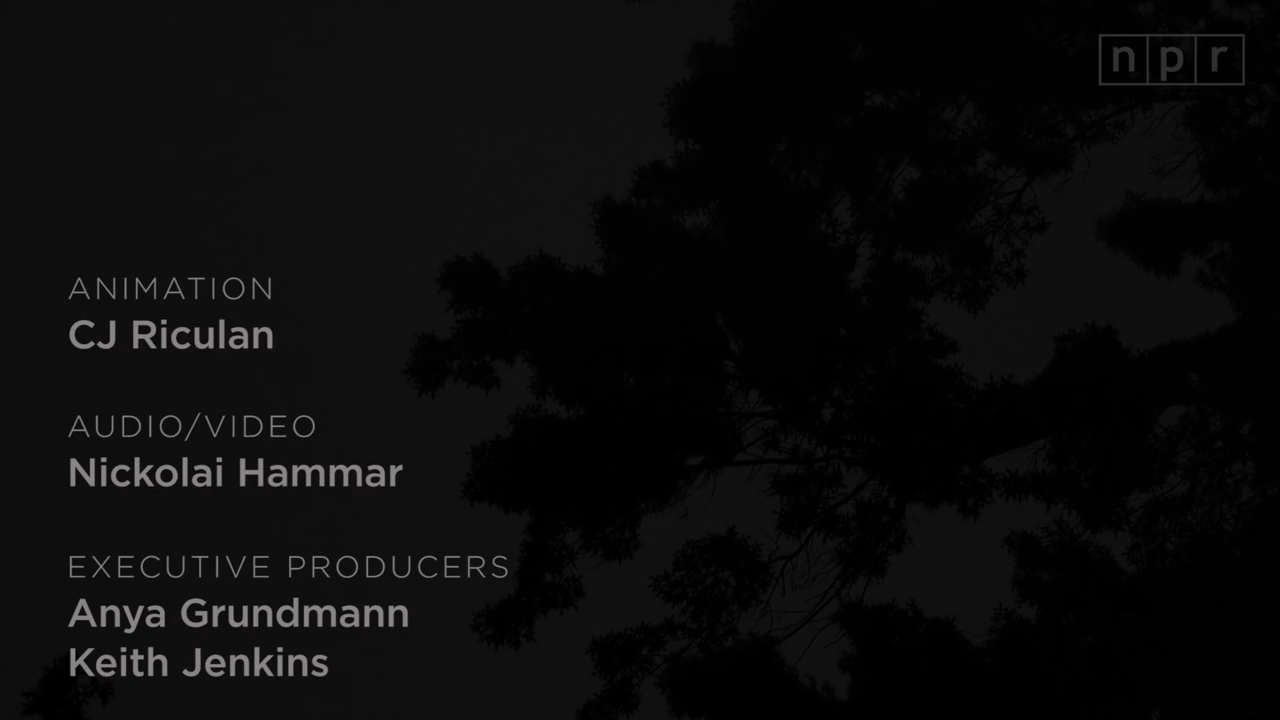 npr
ANIMATION
CJ Riculan
AUDIO/VIDEO
Nickolai Hammar
EXECUTIVE PRODUCERS
Anya Grundmann
Keith Jenkins